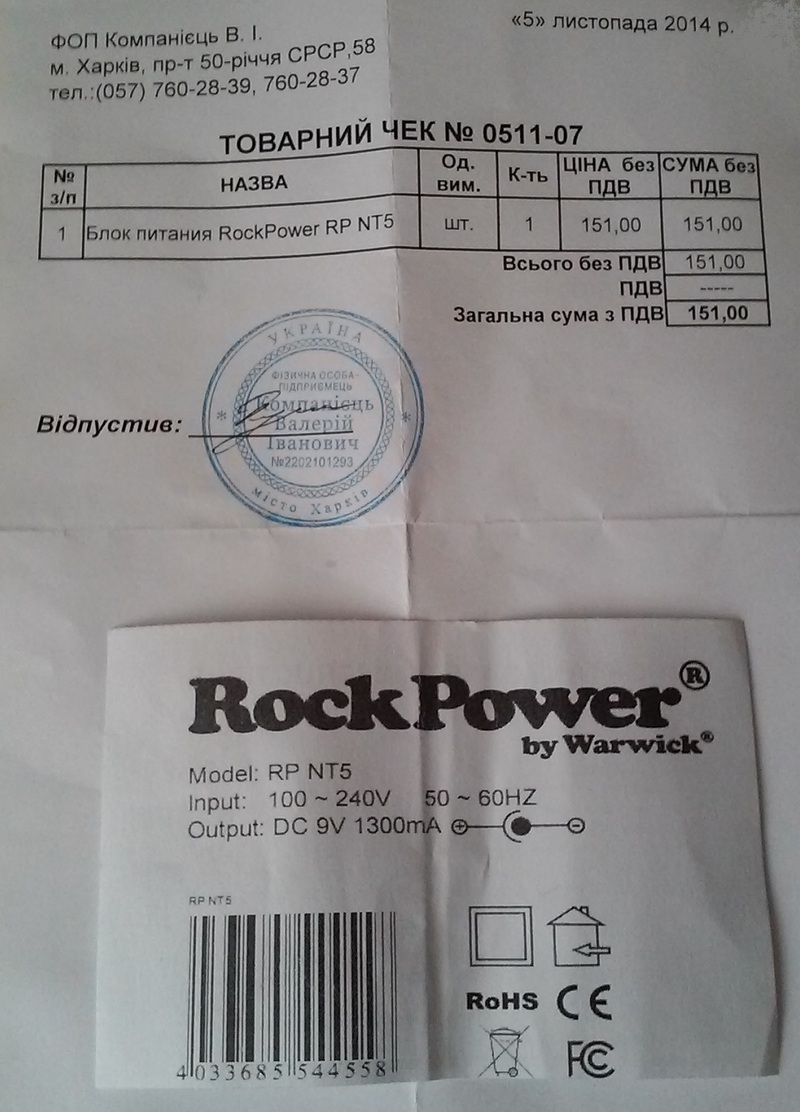 «5» листопада 2014 р.
ФОП Компанієць В. І.
м. Харків, пр-т 50-річчя СРСР,58
тел.:(057) 760-28-39, 760-28-37
ТОВАРНИЙ ЧЕК № 0511-07
№ з/п НАЗВА Од. вим. К-ть ЦІНА без ПДВ СУМА без ПДВ
1 Блок питания RockPower RP NT5 шт. 1 151,00 151,00
Всього без ПДВ 151,00
ПДВ -----
Загальна сума з ПДВ 151,00
УКРАЇНА
ФІЗИЧНА ОСОБА-
ПІДПРИЄМЕЦЬ
Компанієць
Відпустив: Валерій
Іванович
№2202101293
* місто Харків *
RockPower®
by Warwick®
Model: RP NT5
Input: 100 ~ 240V 50 ~ 60HZ
Output: DC 9V 1300mA
RP NT5
RoHS CE
FCC
4 033685 544558